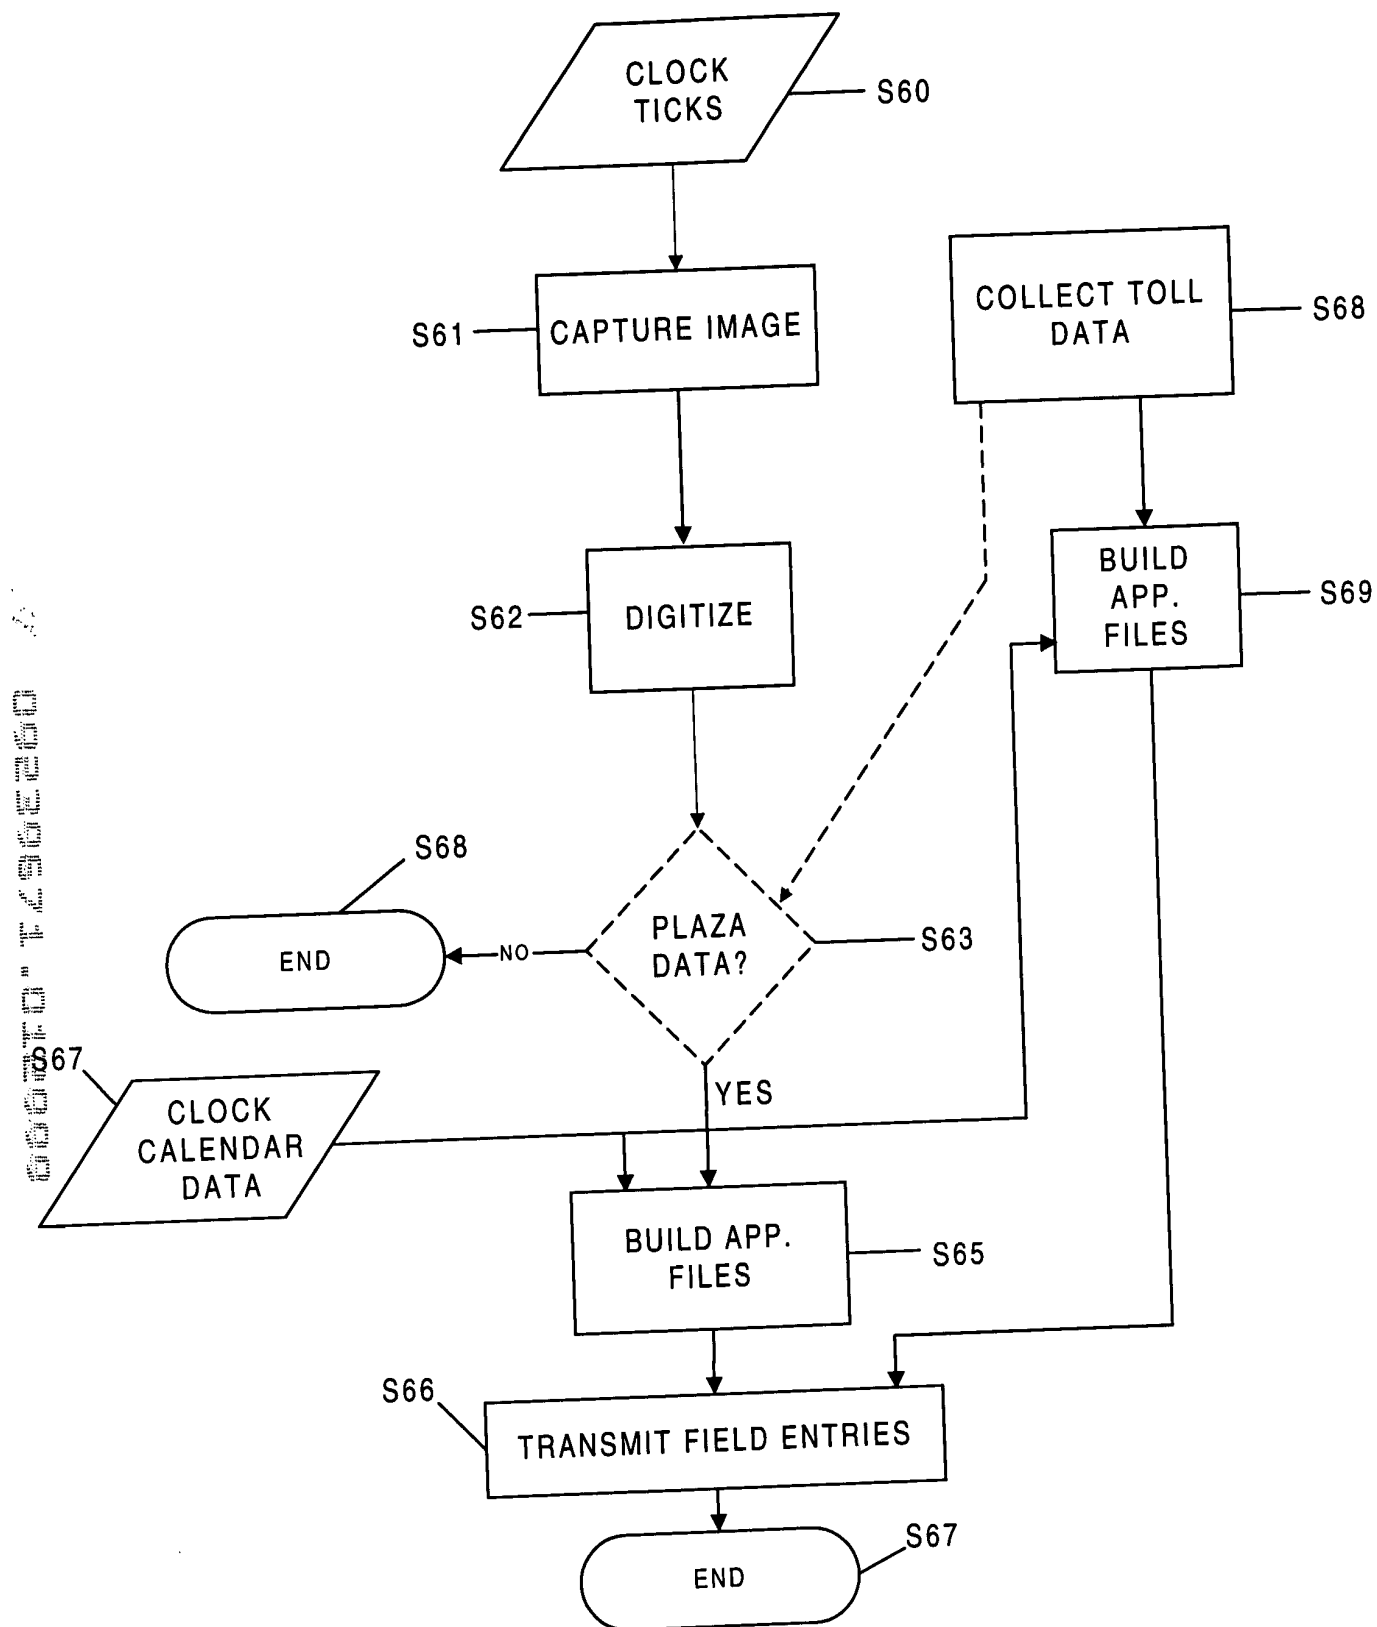 CLOCK
TICKS
S60
CAPTURE IMAGE
S61
COLLECT TOLL
DATA
S68
DIGITIZE
S62
BUILD
APP.
FILES
S69
PLAZA
DATA?
S63
NO
END
S68
YES
S67
CLOCK
CALENDAR
DATA
BUILD APP.
FILES
S65
S66
TRANSMIT FIELD ENTRIES
END
S67